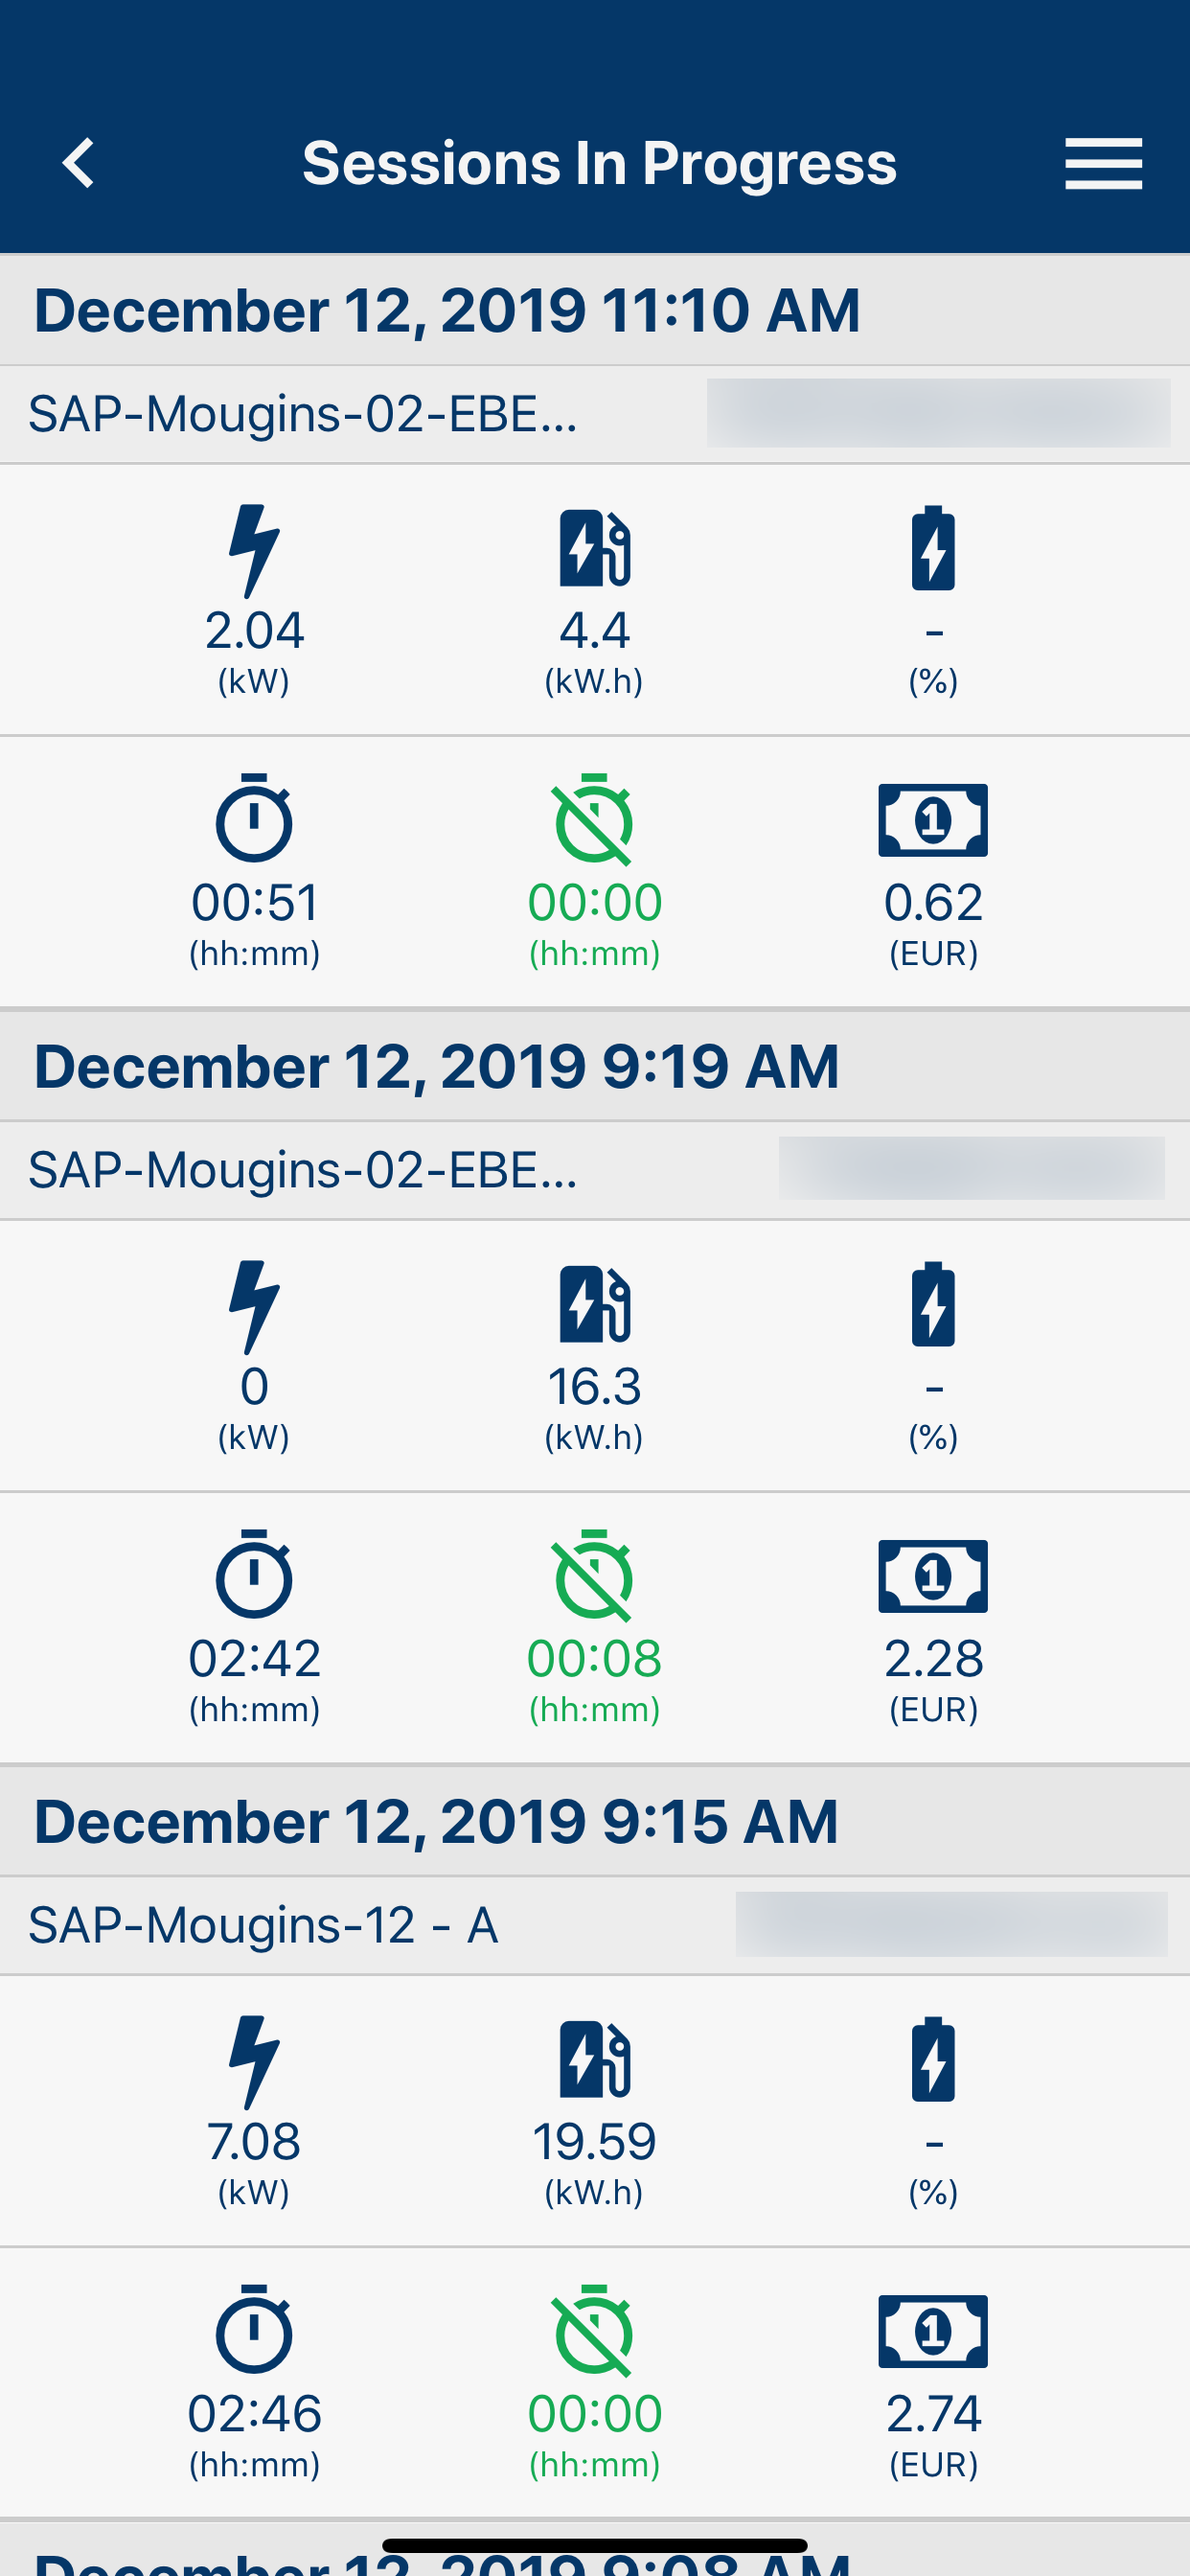 Sessions In Progress
December 12, 2019 11:10 AM
SAP-Mougins-02-EBE...
2.04 4.4 -
(kW) (kW.h) (%)
1
00:51 00:00 0.62
(hh:mm) (hh:mm) (EUR)
December 12, 2019 9:19 AM
SAP-Mougins-02-EBE...
0 16.3 -
(kW) (kW.h) (%)
1
02:42 00:08 2.28
(hh:mm) (hh:mm) (EUR)
December 12, 2019 9:15 AM
SAP-Mougins-12 - A
7.08 19.59 -
(kW) (kW.h) (%)
1
02:46 00:00 2.74
(hh:mm) (hh:mm) (EUR)
December 12, 2019 9:08 AM